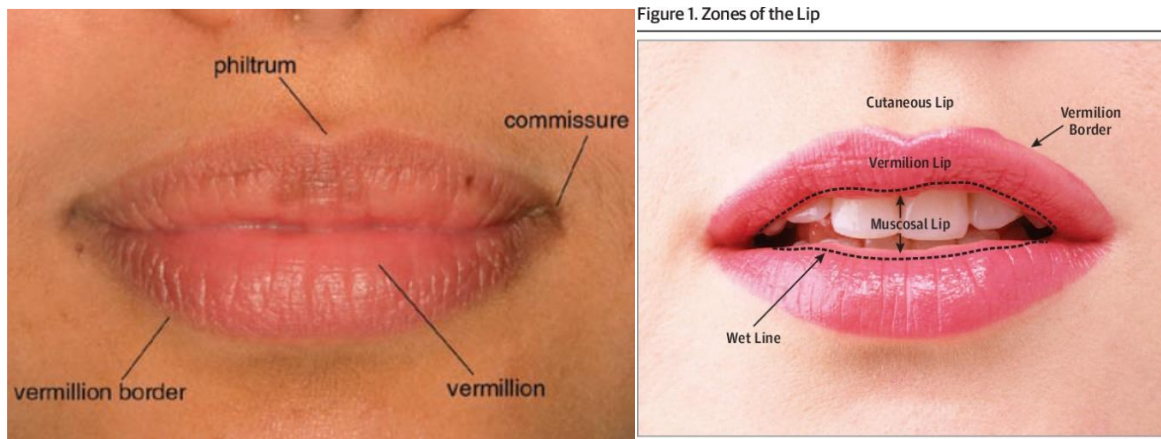 philtrum
commissure
vermillion border
vermillion
Figure 1. Zones of the Lip
Cutaneous Lip
Vermilion
Border
Vermilion Lip
Muscosal Lip
Wet Line